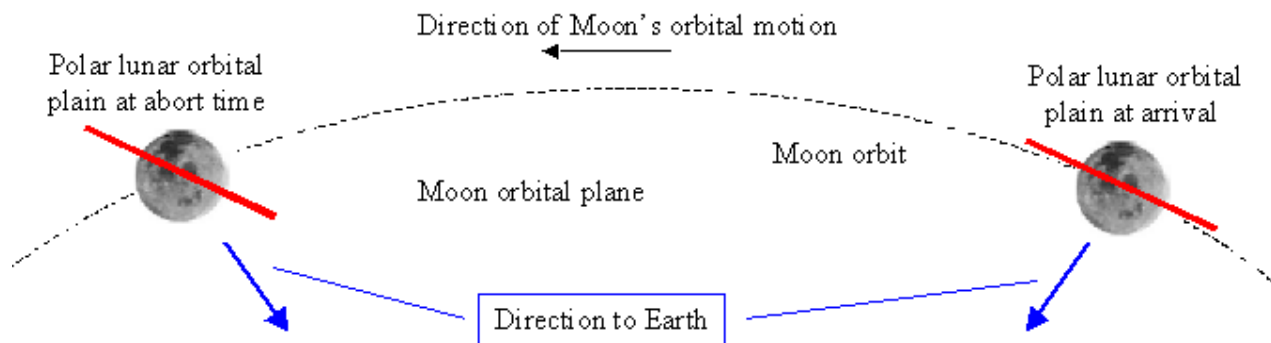 Direction of Moon's orbital motion
Polar lunar orbital
plain at abort time
Polar lunar orbital
plain at arrival
Moon orbit
Moon orbital plane
Direction to Earth